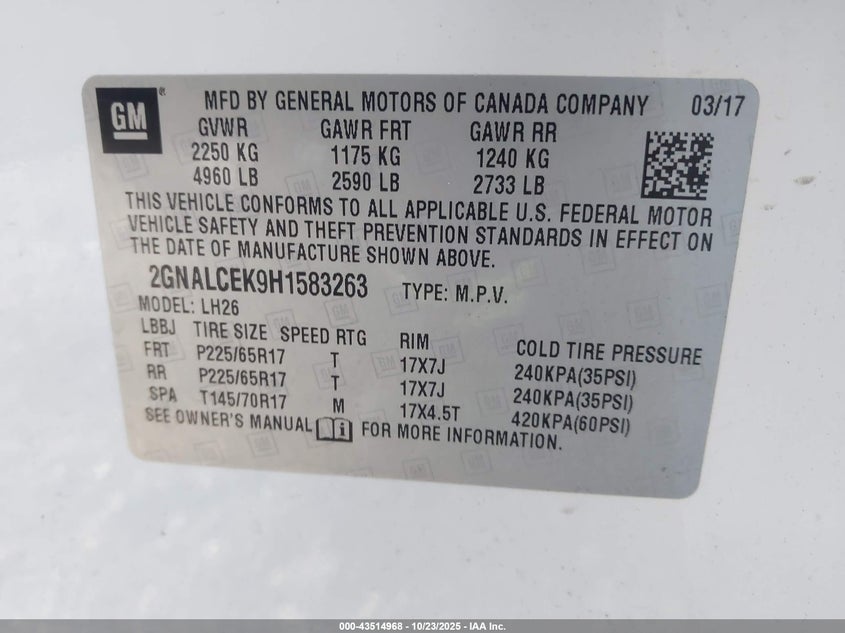 GM ® MFD BY GENERAL MOTORS OF CANADA COMPANY 03/17
GVWR GAWR FRT GAWR RR
2250 KG 1175 KG 1240 KG
4960 LB 2590 LB 2733 LB
THIS VEHICLE CONFORMS TO ALL APPLICABLE U.S. FEDERAL MOTOR
VEHICLE SAFETY AND THEFT PREVENTION STANDARDS IN EFFECT ON
THE DATE OF MANUFACTURE SHOWN ABOVE.
2GNALCEK9H1583263 TYPE: M.P.V.
MODEL: LH26
LBBJ TIRE SIZE SPEED RTG RIM COLD TIRE PRESSURE
FRT P225/65R17 T 17X7J 240KPA(35PSI)
RR P225/65R17 T 17X7J 240KPA(35PSI)
SPA T145/70R17 M 17X4.5T 420KPA(60PSI)
SEE OWNER'S MANUAL i FOR MORE INFORMATION.
000-43514968 - 10/23/2025 - IAA Inc.